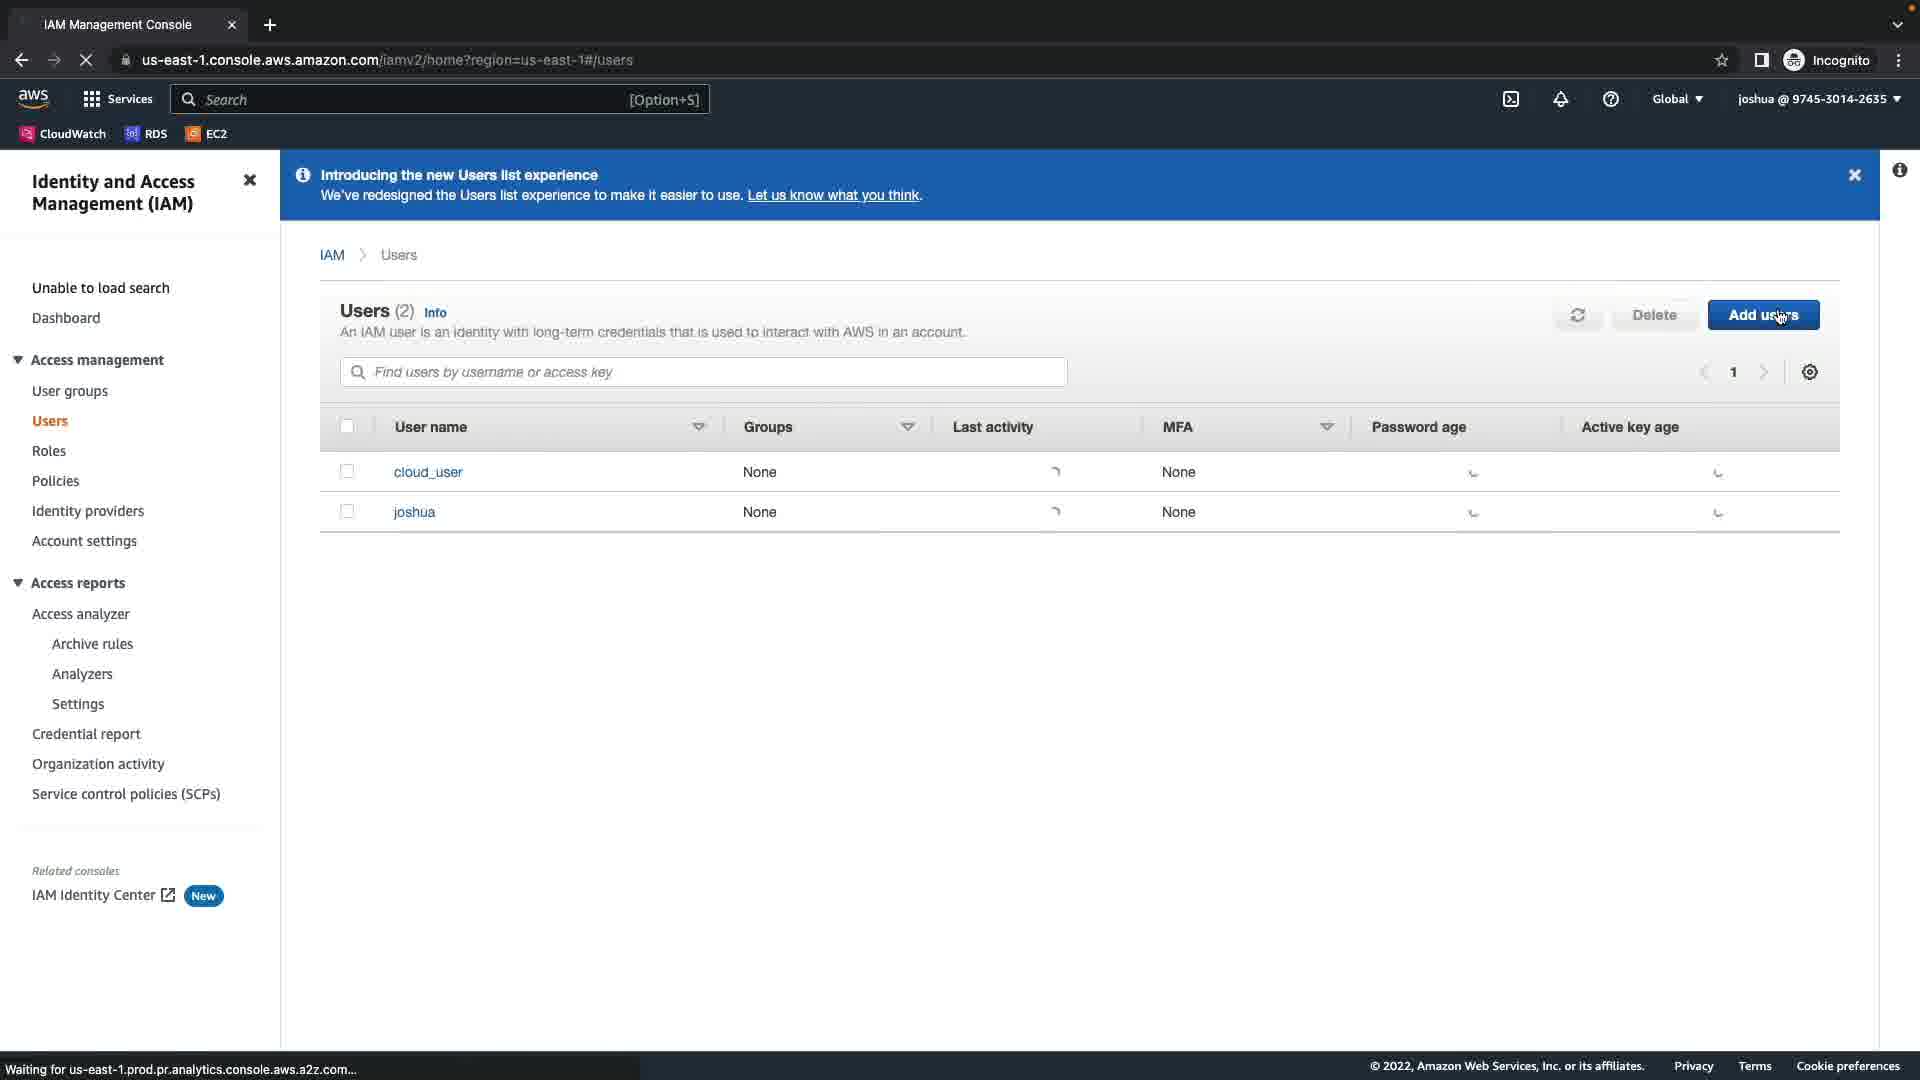 IAM Management Console
us-east-1.console.aws.amazon.com/iamv2/home?region=us-east-1#/users
Incognito
aws
Services
Search
[Option+S]
Global
joshua @ 9745-3014-2635
CloudWatch
RDS
EC2
Identity and Access
Management (IAM)
Unable to load search
Dashboard
Access management
User groups
Users
Roles
Policies
Identity providers
Account settings
Access reports
Access analyzer
Archive rules
Analyzers
Settings
Credential report
Organization activity
Service control policies (SCPs)
Related consoles
IAM Identity Center
New
Introducing the new Users list experience
We've redesigned the Users list experience to make it easier to use. Let us know what you think.
IAM
Users
Users (2) Info
An IAM user is an identity with long-term credentials that is used to interact with AWS in an account.
Delete
Add users
Find users by username or access key
1
User name
Groups
Last activity
MFA
Password age
Active key age
cloud_user
None
None
joshua
None
None
Waiting for us-east-1.prod.pr.analytics.console.aws.a2z.com...
© 2022, Amazon Web Services, Inc. or its affiliates.
Privacy
Terms
Cookie preferences